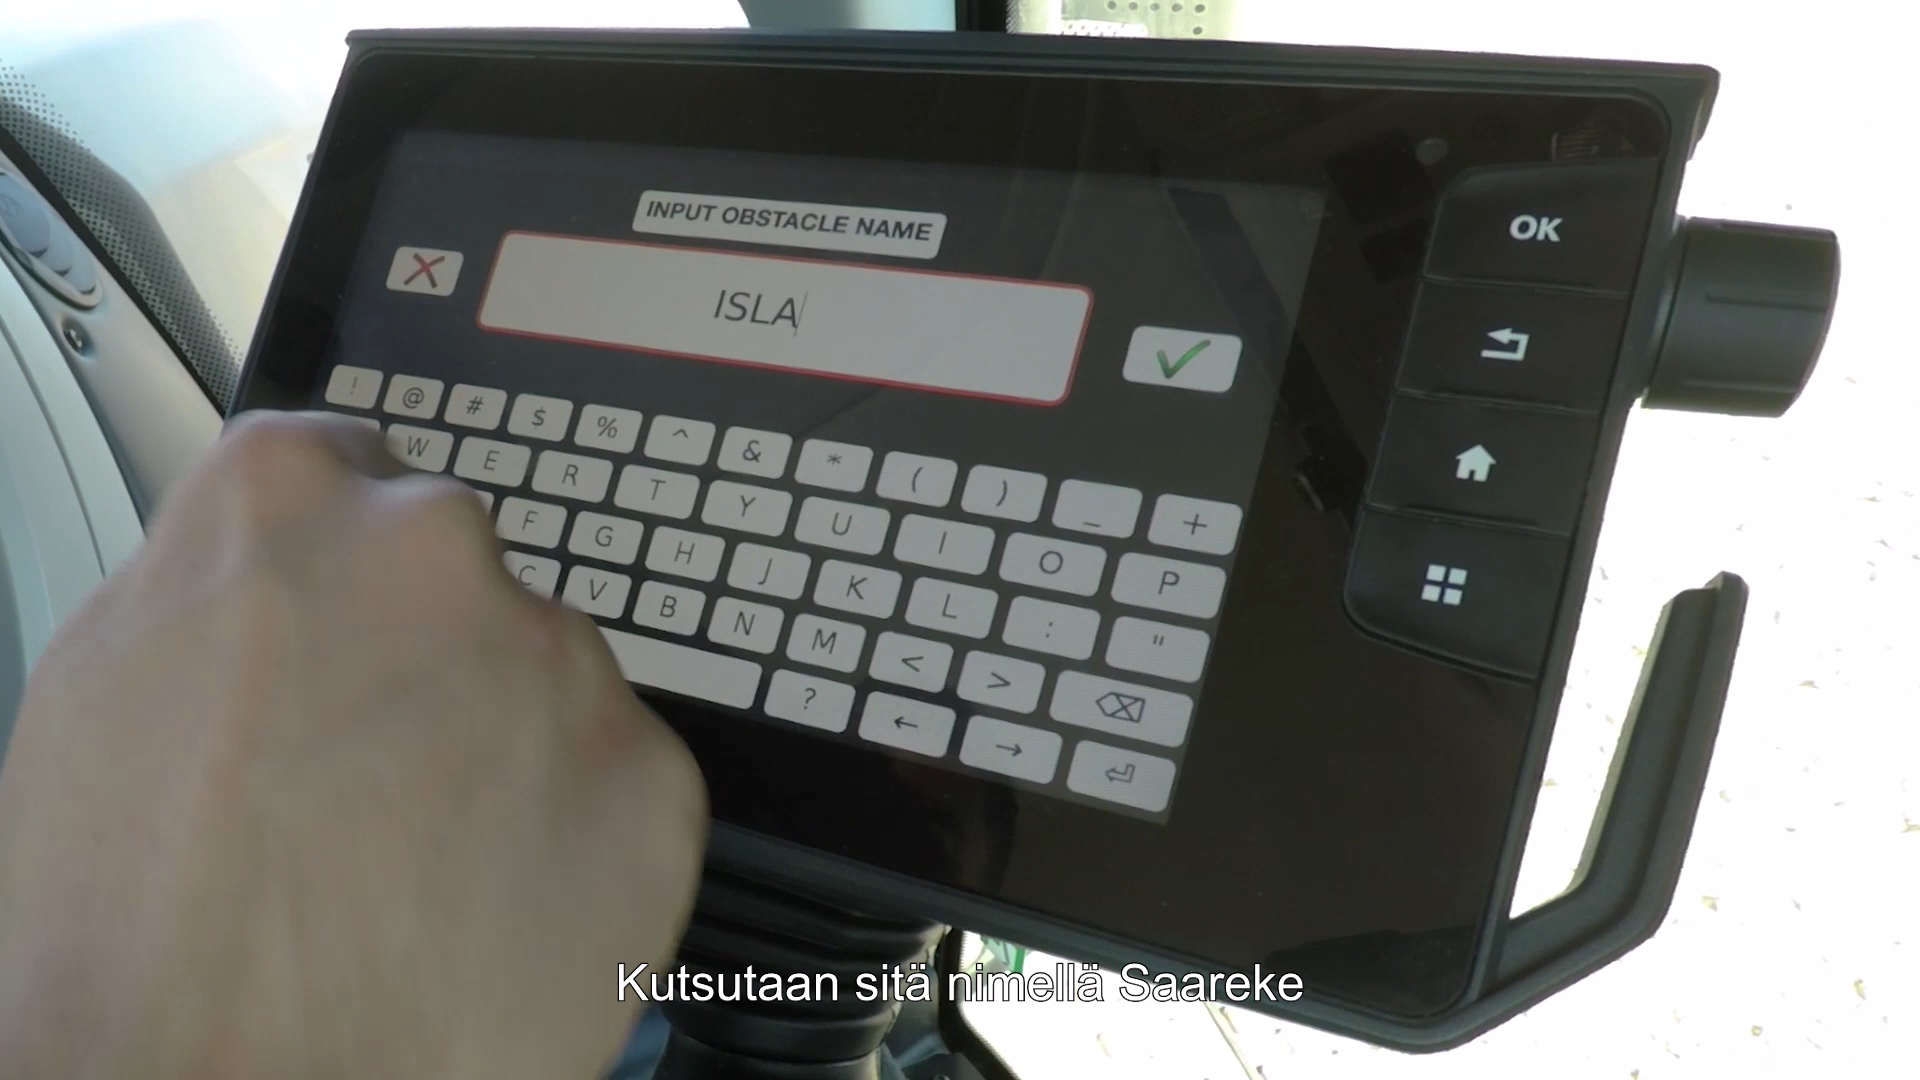 INPUT OBSTACLE NAME
ISLA
OK
! @ # $ % ^ & * ( ) _ +
W E R T Y U I O P
F G H J K L : "
C V B N M < > ⌫
? ← → ⏎
Kutsutaan sitä nimellä Saareke